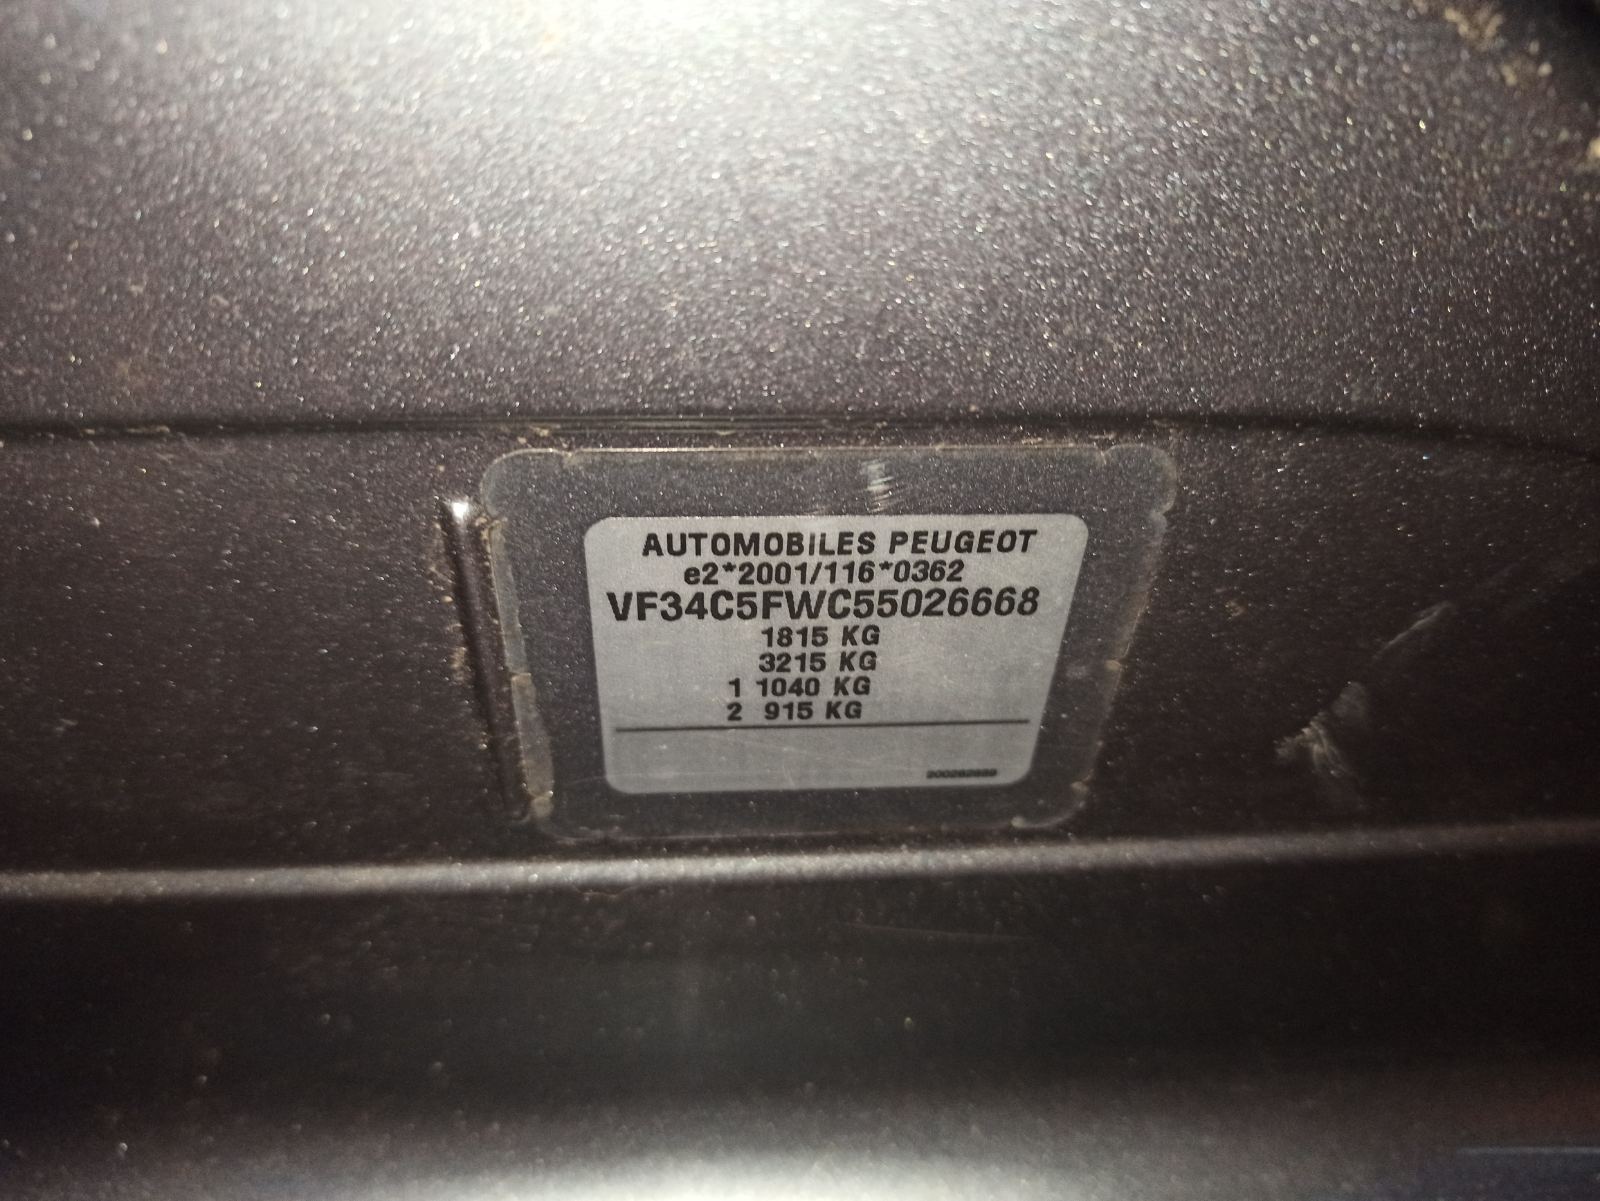 AUTOMOBILES PEUGEOT
e2*2001/116*0362
VF34C5FWC55026668
1815 KG
3215 KG
1 1040 KG
2 915 KG